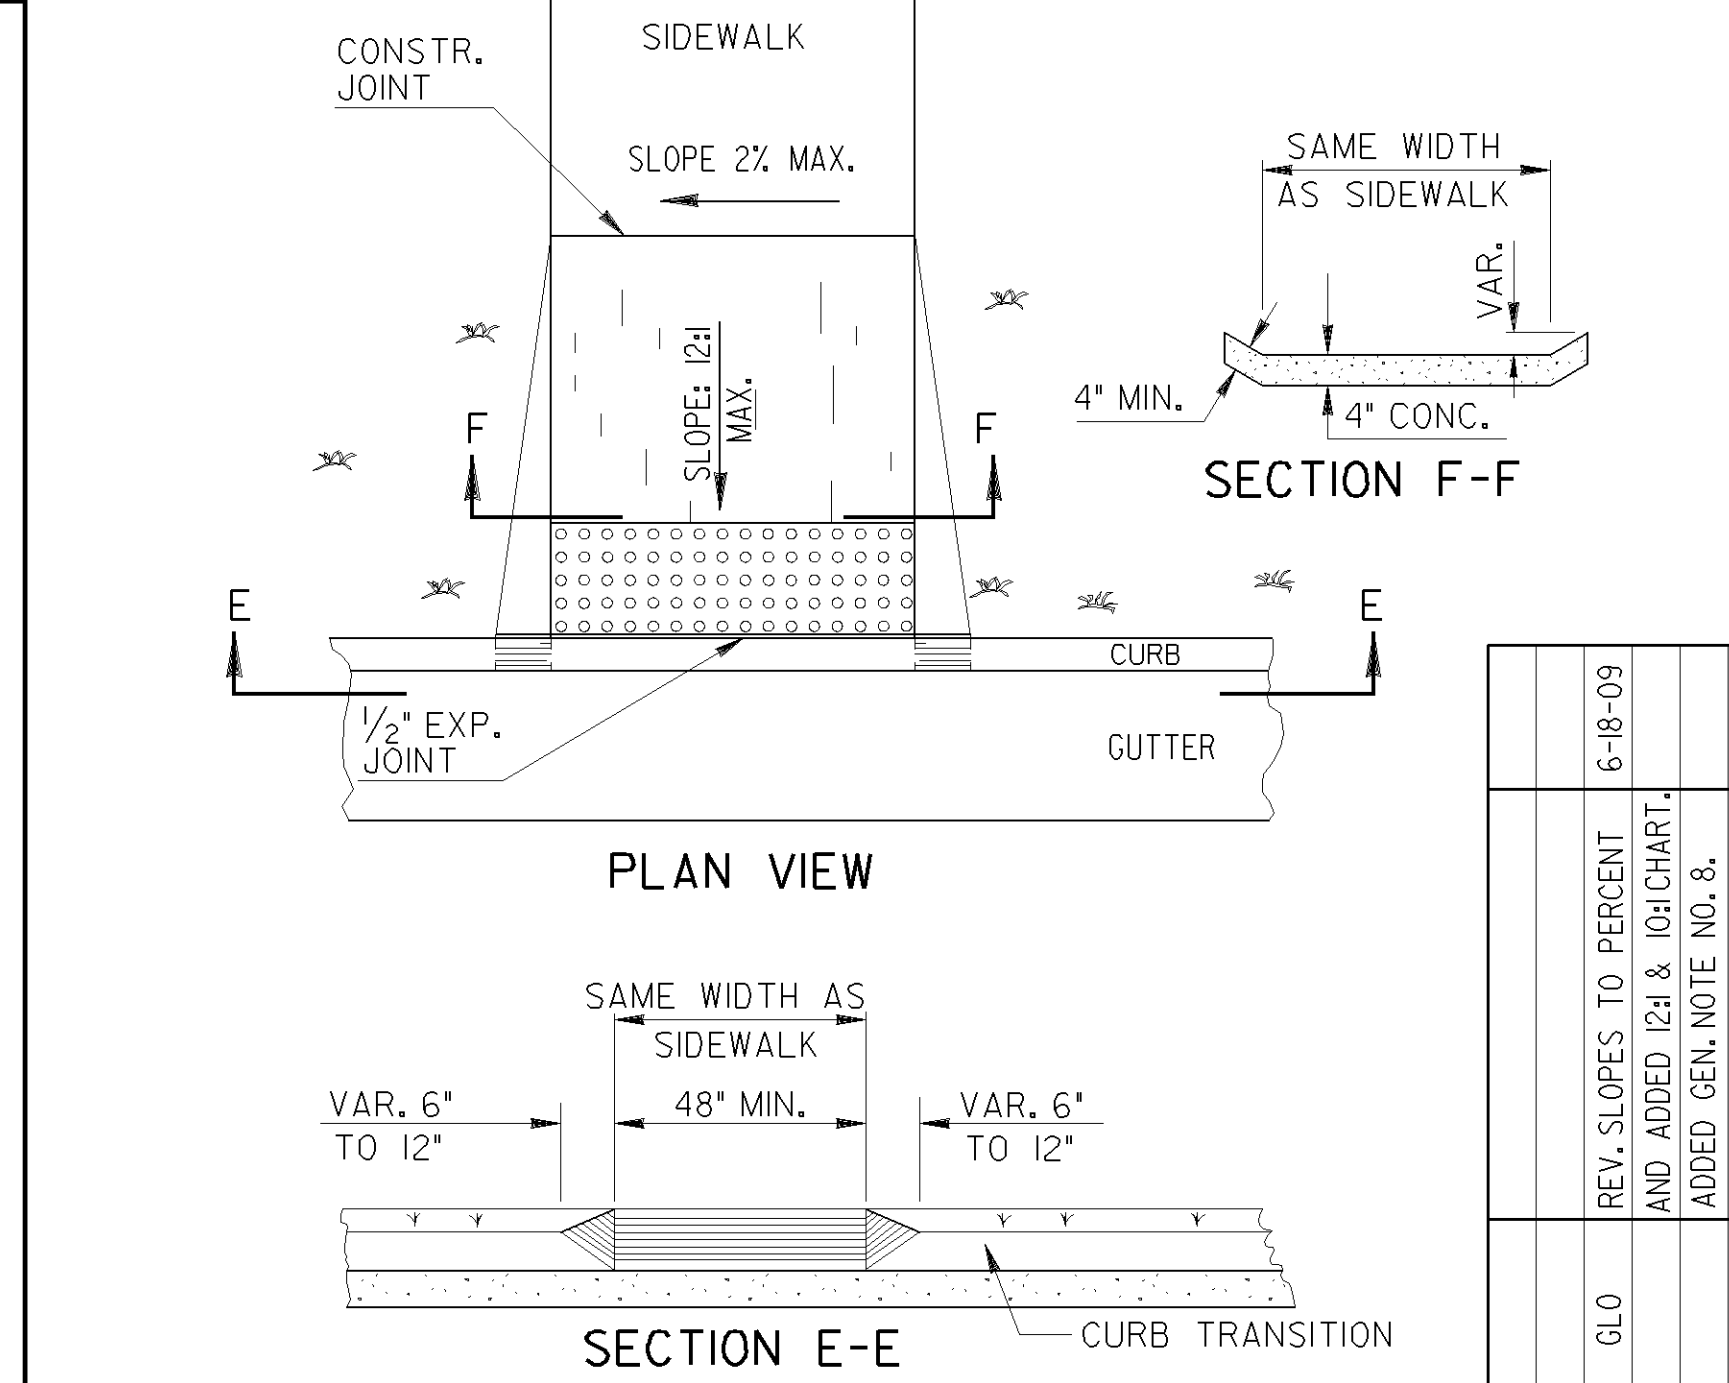 SIDEWALK
CONSTR.
JOINT
SLOPE 2% MAX.
SLOPE: 12:1
MAX.
F
F
E
E
CURB
1/2" EXP.
JOINT
GUTTER
PLAN VIEW
SAME WIDTH
AS SIDEWALK
VAR.
4" MIN.
4" CONC.
SECTION F-F
SAME WIDTH AS
SIDEWALK
VAR. 6"
TO 12"
48" MIN.
VAR. 6"
TO 12"
CURB TRANSITION
SECTION E-E
GLO
REV. SLOPES TO PERCENT
6-18-09
AND ADDED 12:1 & 10:1 CHART.
ADDED GEN. NOTE NO. 8.